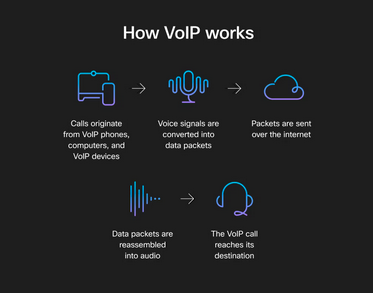 How VoIP works
Calls originate
from VoIP phones,
computers, and
VoIP devices
Voice signals are
converted into
data packets
Packets are sent
over the internet
Data packets are
reassembled
into audio
The VoIP call
reaches its
destination